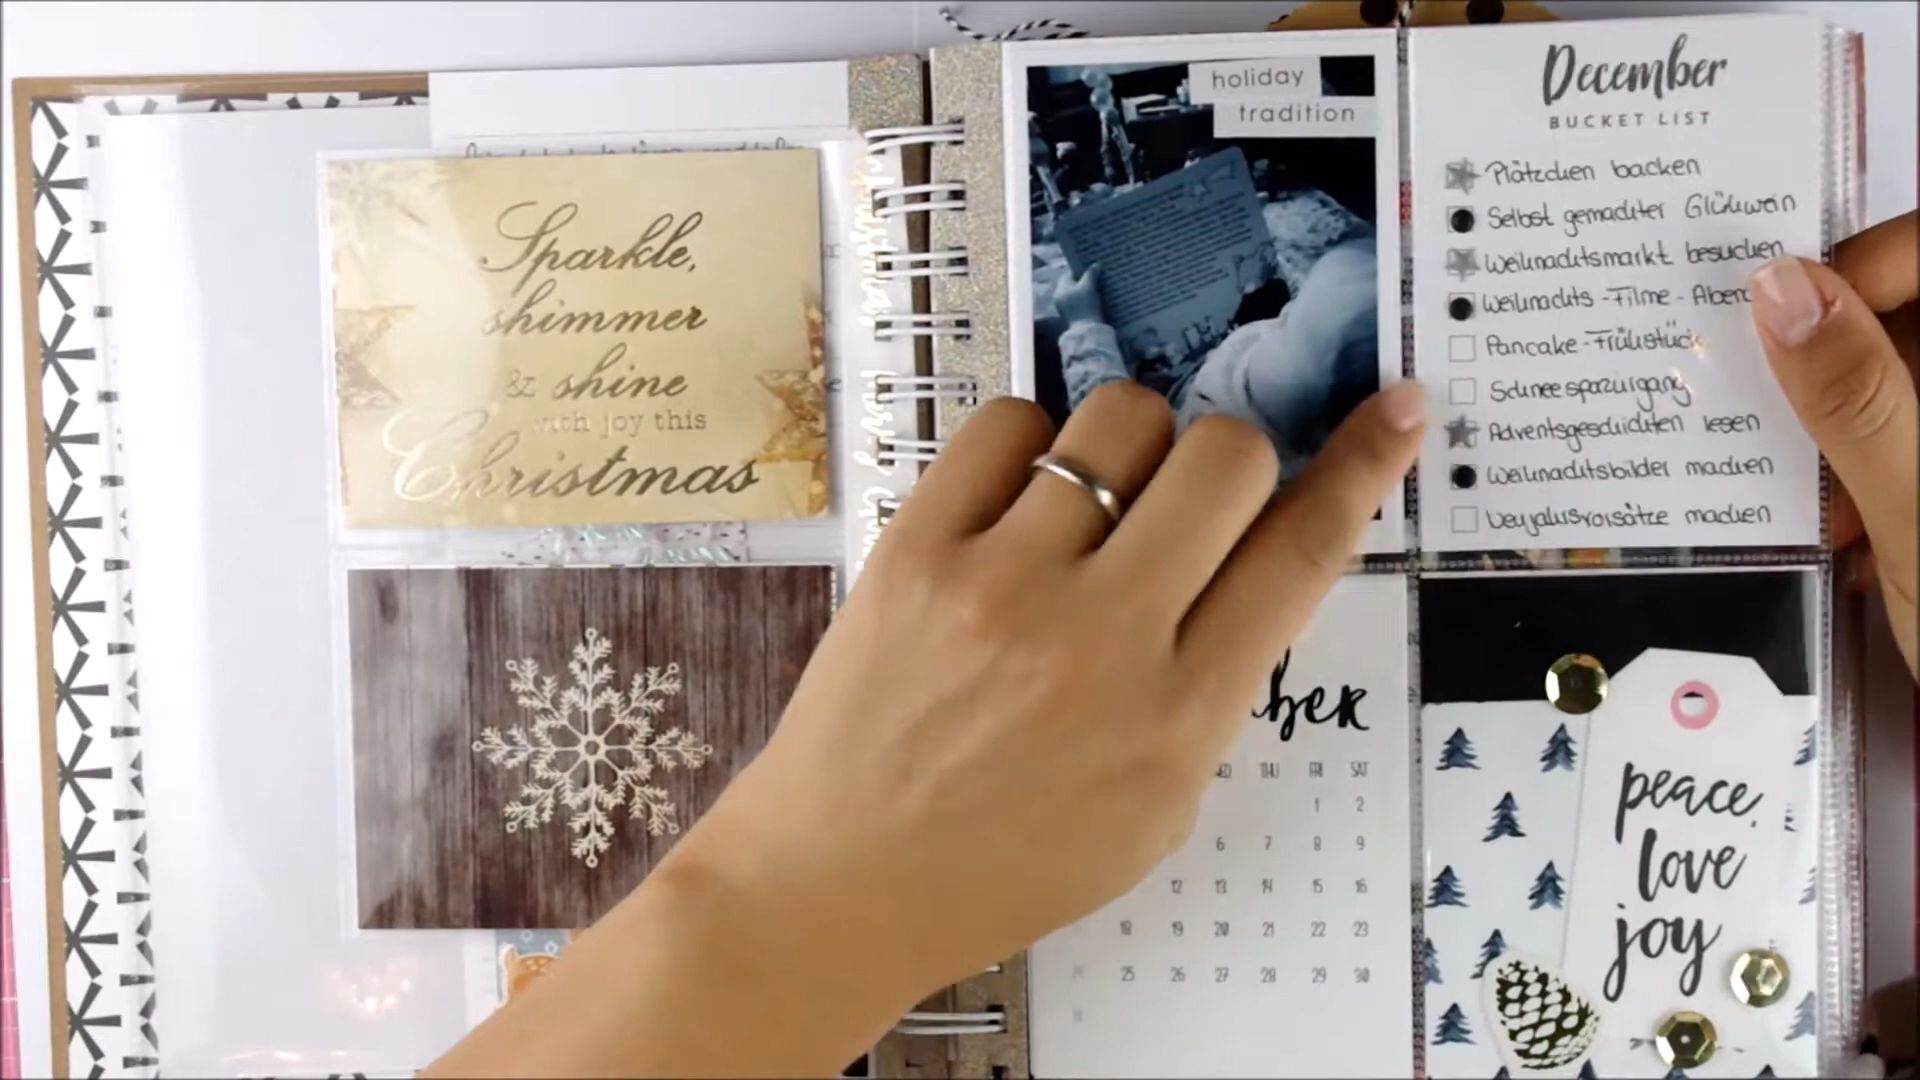 Sparkle,
shimmer
& shine
with joy this
Christmas
holiday
tradition
December
BUCKET LIST
Plätzchen backen
Selbst gemachter Glühwein
Weihnachtsmarkt besuchen
Weihnachts-Filme-Aben
Pancake-Frühstück
Schneespaziergang
Adventsgeschichten lesen
Weihnachtsbilder machen
machen
ber
THU FRI SAT
1 2
6 7 8 9
12 13 14 15 16
18 19 20 21 22 23
25 26 27 28 29 30
peace,
love
joy